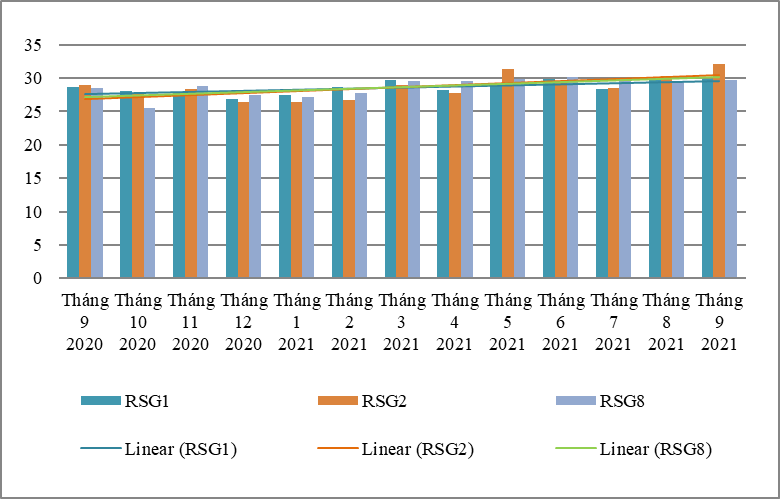 35
30
25
20
15
10
5
0
Tháng Tháng Tháng Tháng Tháng Tháng Tháng Tháng Tháng Tháng Tháng Tháng Tháng
9 10 11 12 1 2 3 4 5 6 7 8 9
2020 2020 2020 2020 2021 2021 2021 2021 2021 2021 2021 2021 2021
RSG1 RSG2 RSG8
Linear (RSG1) Linear (RSG2) Linear (RSG8)